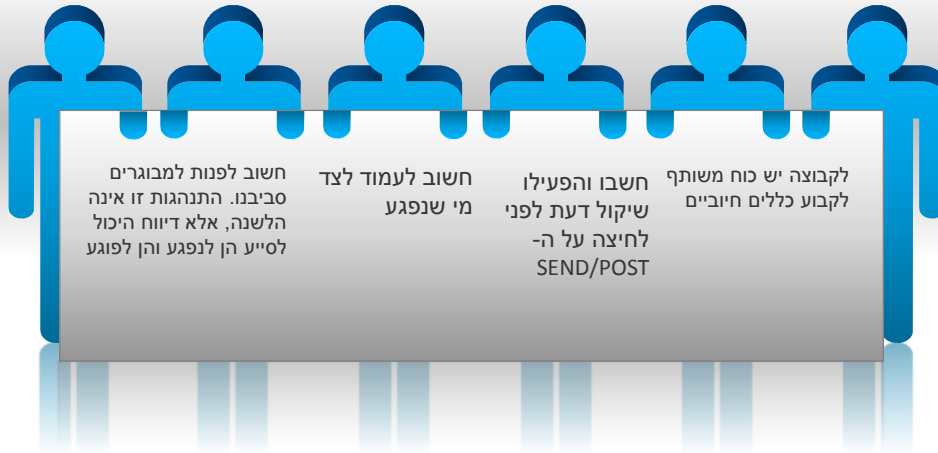 לקבוצה יש כוח משותף
לקבוע כללים חיוביים
חשבו והפעילו
שיקול דעת לפני
לחיצה על ה-
SEND/POST
חשוב לעמוד לצד
מי שנפגע
חשוב לפנות למבוגרים
סביבנו. התנהגות זו אינה
הלשנה, אלא דיווח היכול
לסייע הן לנפגע והן לפוגע